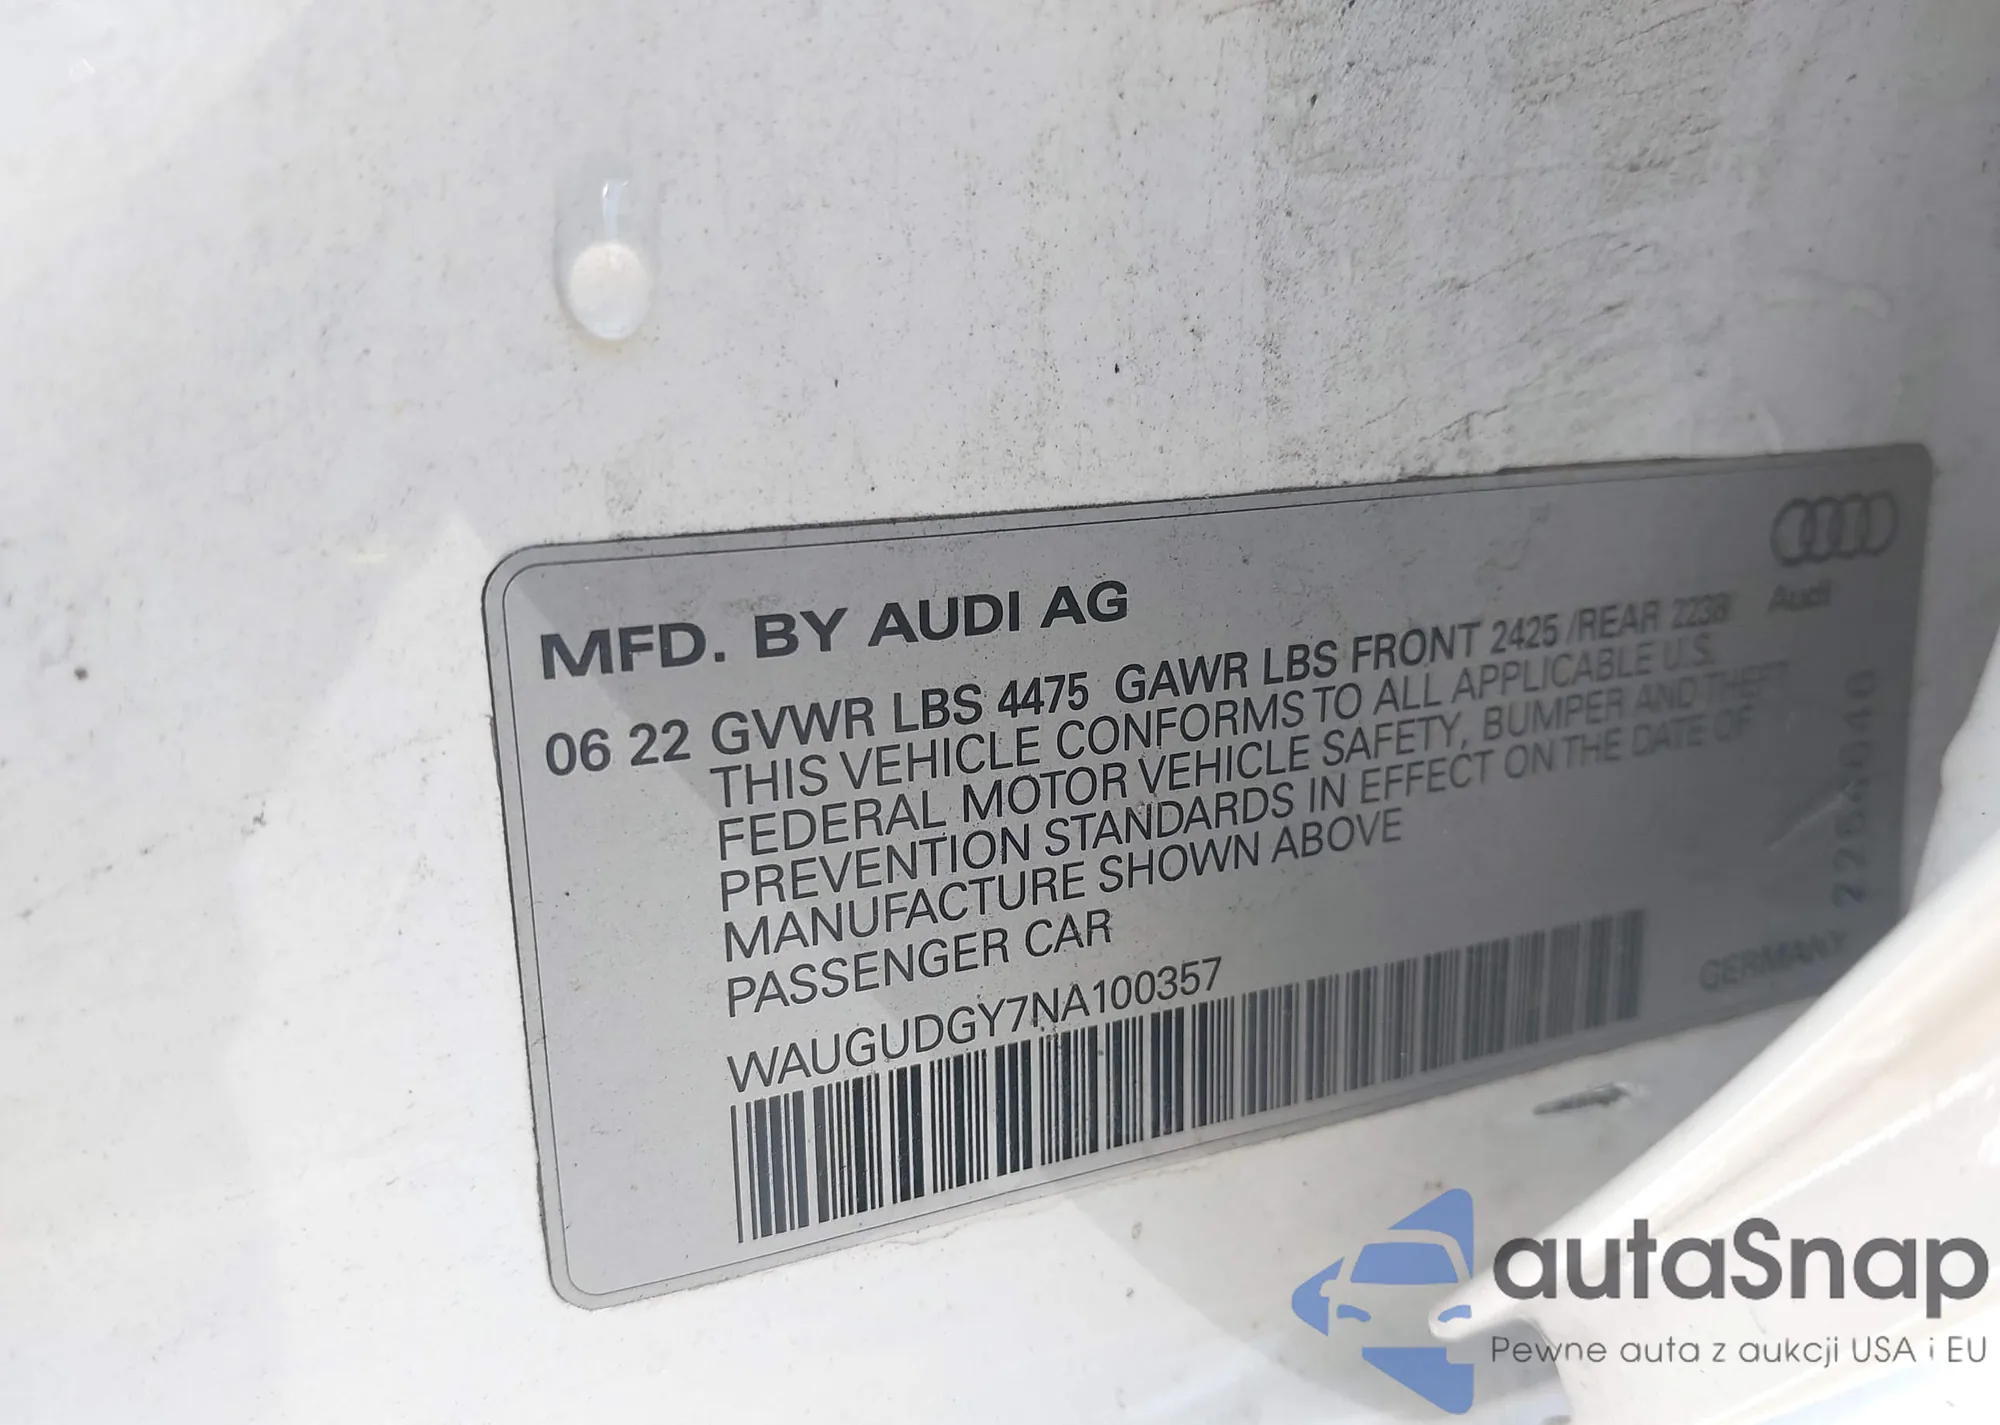 MFD. BY AUDI AG
Audi
06 22 GVWR LBS 4475 GAWR LBS FRONT 2425 /REAR 2238
THIS VEHICLE CONFORMS TO ALL APPLICABLE U.S.
FEDERAL MOTOR VEHICLE SAFETY, BUMPER AND THEFT
PREVENTION STANDARDS IN EFFECT ON THE DATE OF
MANUFACTURE SHOWN ABOVE
PASSENGER CAR
WAUGUDGY7NA100357
GERMANY
autaSnap
Pewne auta z aukcji USA i EU